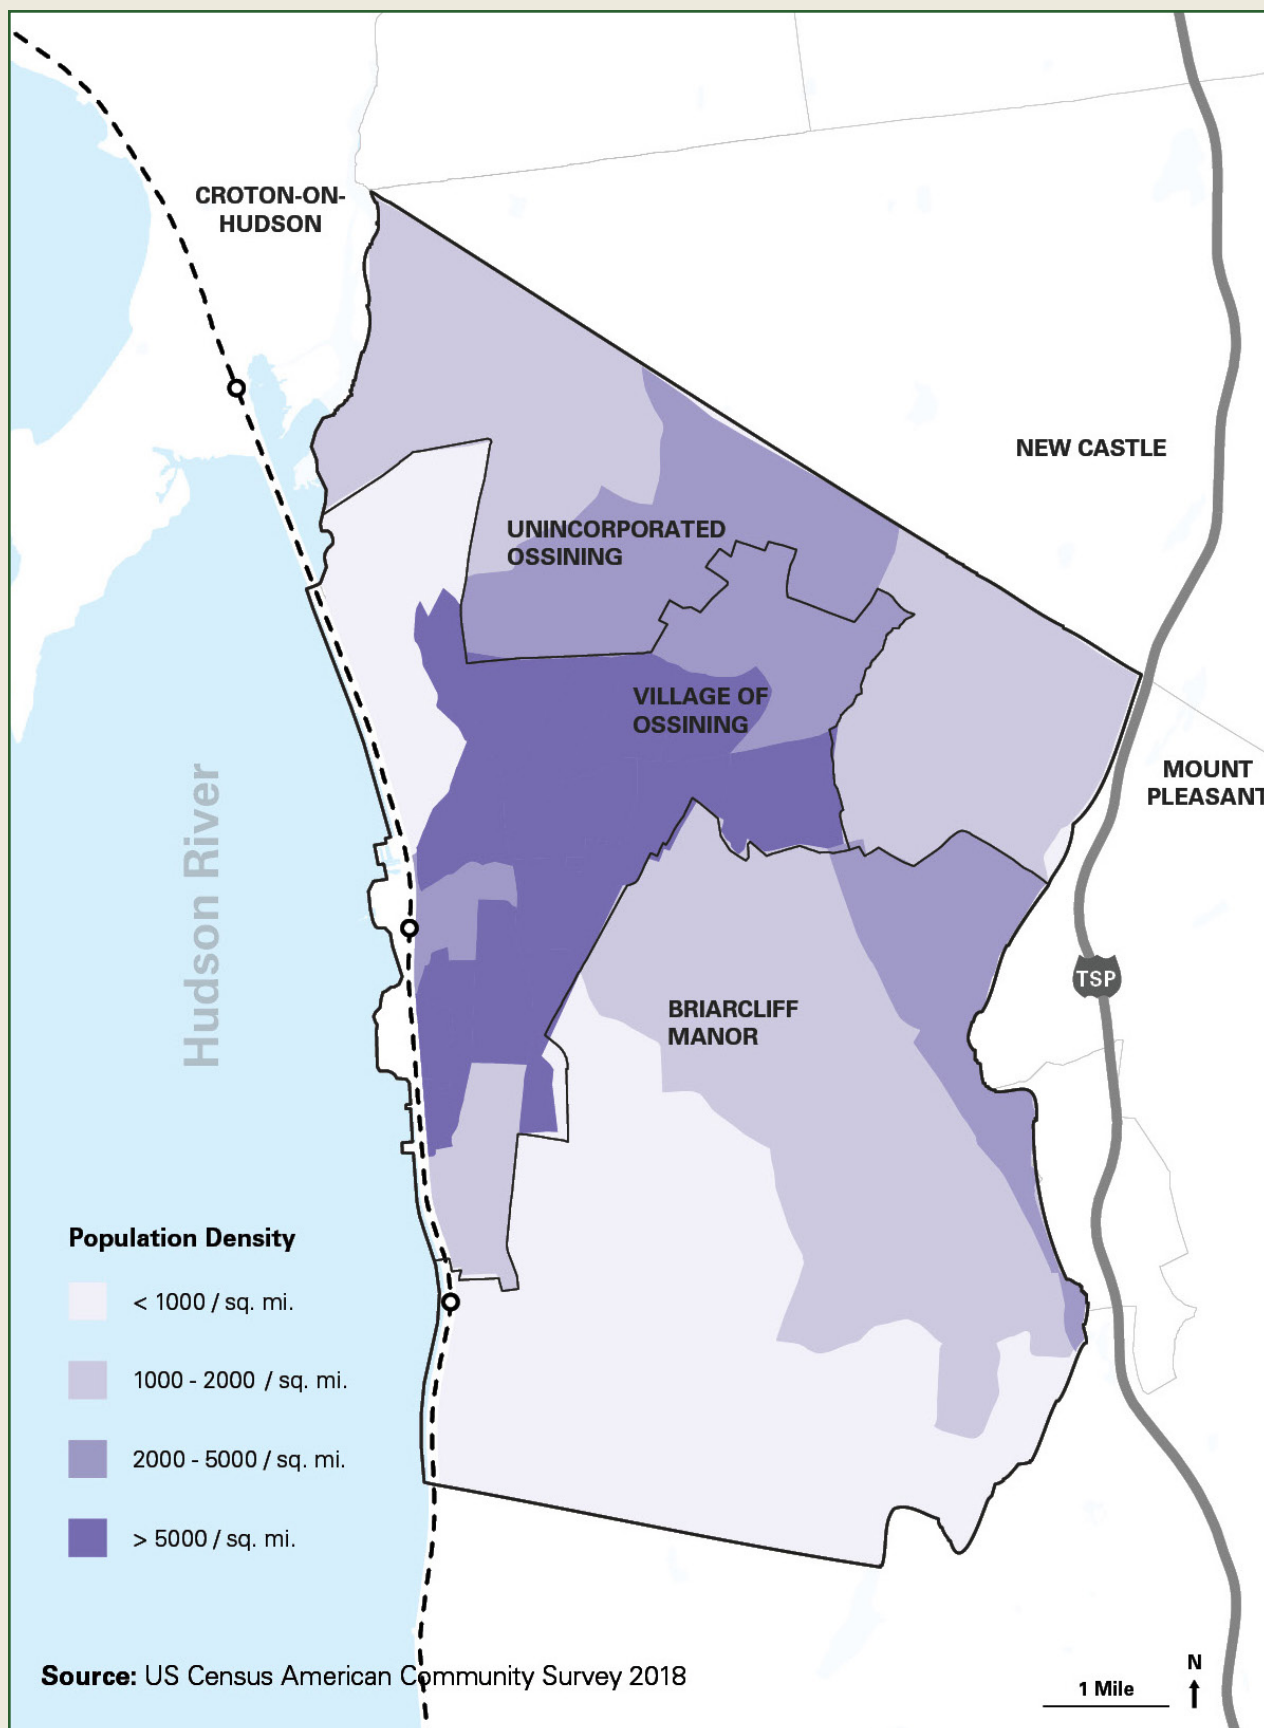 CROTON-ON-
HUDSON
NEW CASTLE
UNINCORPORATED
OSSINING
VILLAGE OF
OSSINING
MOUNT
PLEASANT
Hudson River
TSP
BRIARCLIFF
MANOR
Population Density
< 1000 / sq. mi.
1000 - 2000 / sq. mi.
2000 - 5000 / sq. mi.
> 5000 / sq. mi.
Source: US Census American Community Survey 2018
N
1 Mile